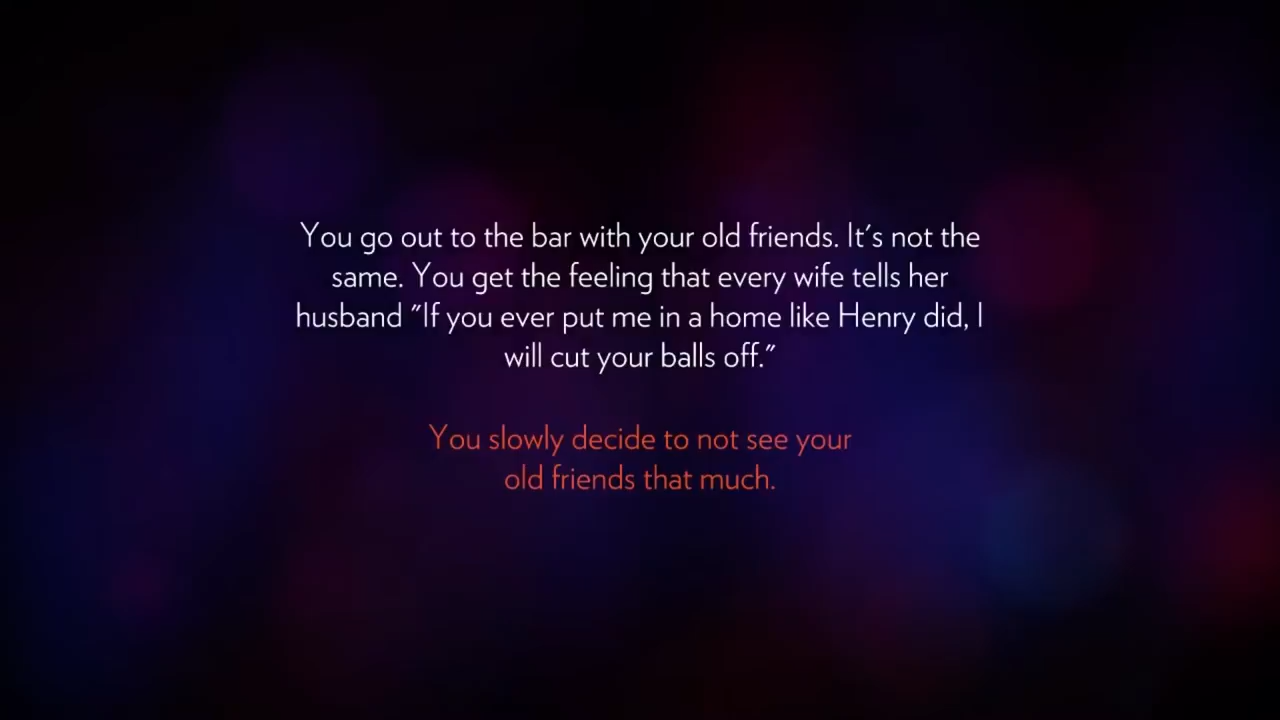 You go out to the bar with your old friends. It's not the
same. You get the feeling that every wife tells her
husband "If you ever put me in a home like Henry did, I
will cut your balls off."
You slowly decide to not see your
old friends that much.